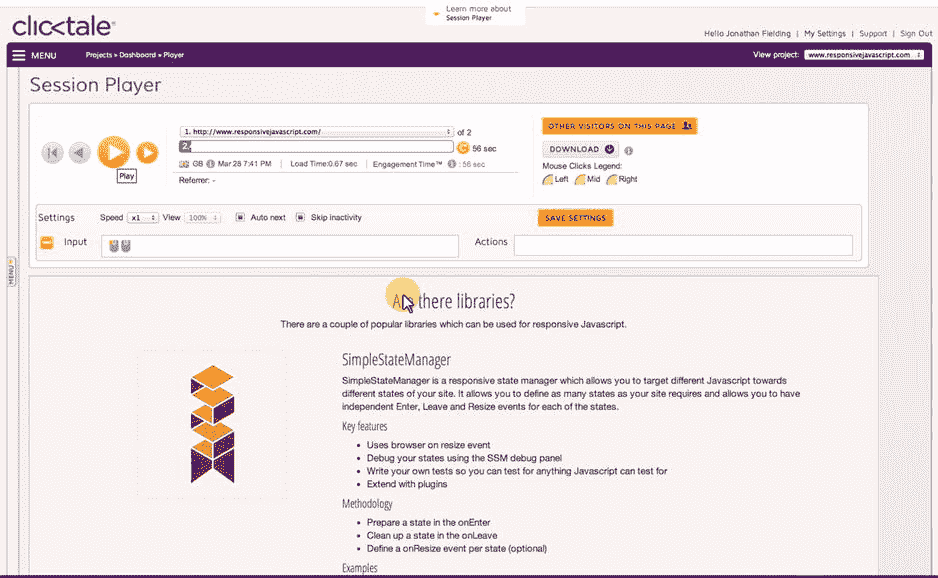 Learn more about
Session Player
clicktale®
Hello Jonathan Fielding | My Settings | Support | Sign Out
MENU Projects » Dashboard » Player View project: www.responsivejavascript.com
Session Player
1. http://www.responsivejavascript.com/ of 2
2. 56 sec
GB Mar 28 7:41 PM | Load Time:0.67 sec | Engagement Time™ : 56 sec
Referrer: -
Play
OTHER VISITORS ON THIS PAGE
DOWNLOAD
Mouse Clicks Legend:
Left Mid Right
Settings Speed x1 View 100% Auto next Skip inactivity SAVE SETTINGS
Input Actions
MENU
there libraries?
There are a couple of popular libraries which can be used for responsive Javascript.
SimpleStateManager
SimpleStateManager is a responsive state manager which allows you to target different Javascript towards
different states of your site. It allows you to define as many states as your site requires and allows you to have
independent Enter, Leave and Resize events for each of the states.
Key features
• Uses browser on resize event
• Debug your states using the SSM debug panel
• Write your own tests so you can test for anything Javascript can test for
• Extend with plugins
Methodology
• Prepare a state in the onEnter
• Clean up a state in the onLeave
• Define a onResize event per state (optional)
Examples